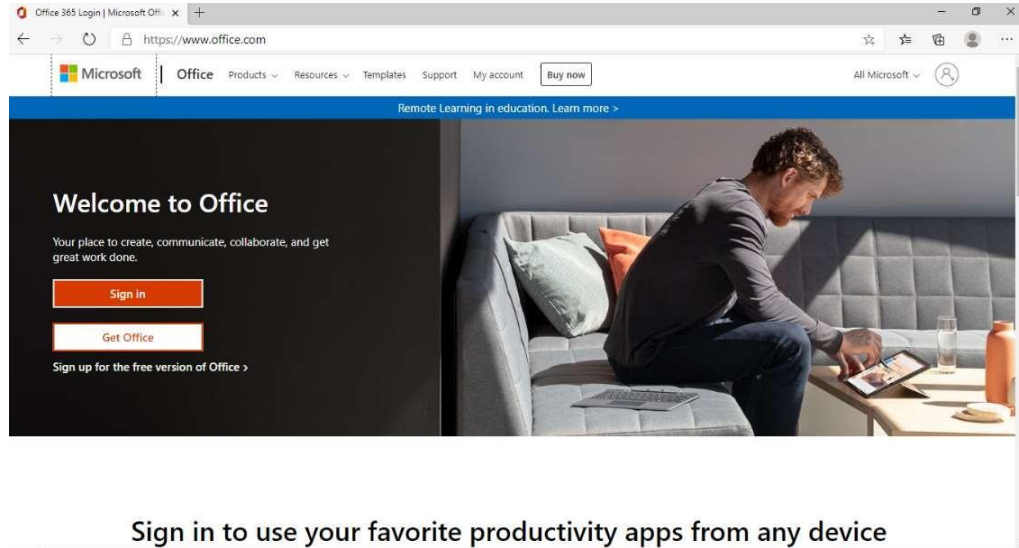 Office 365 Login | Microsoft Offi
https://www.office.com
Microsoft Office Products Resources Templates Support My account Buy now All Microsoft
Remote Learning in education. Learn more >
Welcome to Office
Your place to create, communicate, collaborate, and get
great work done.
Sign in
Get Office
Sign up for the free version of Office >
Sign in to use your favorite productivity apps from any device